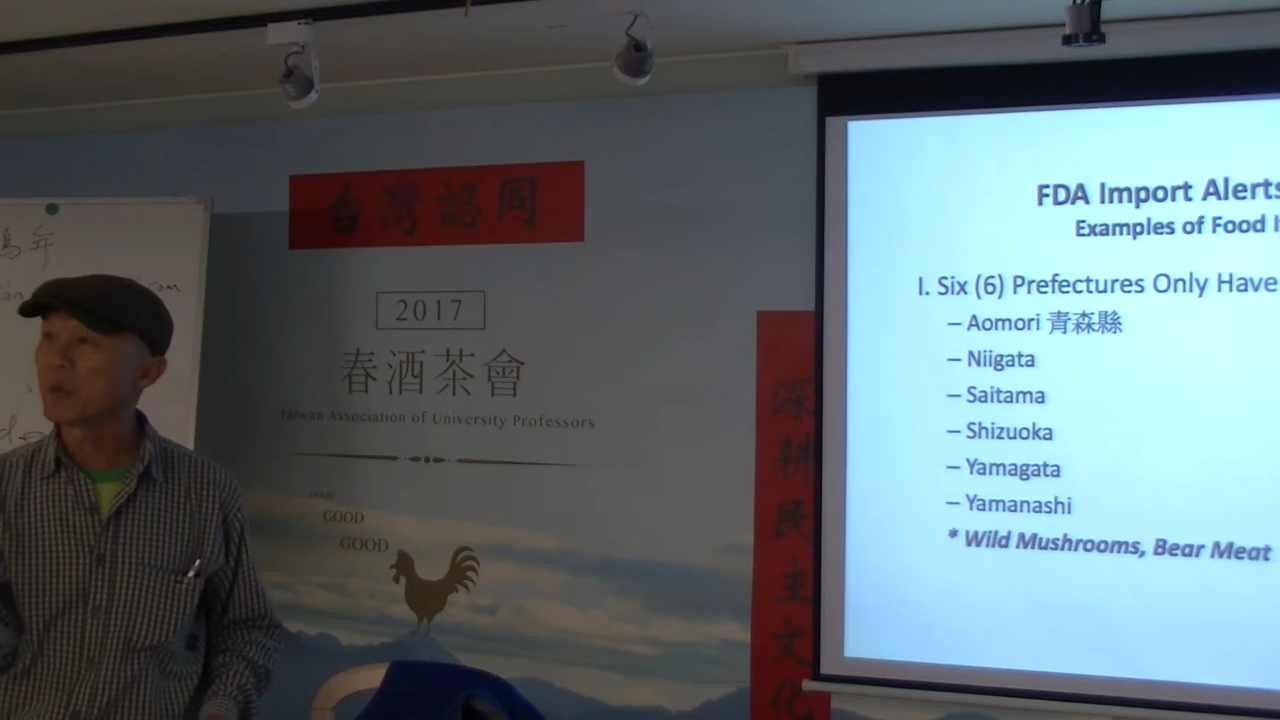 台灣認同
2017
春酒茶會
Taiwan Association of University Professors
GOOD
GOOD
GOOD
深耕民主文化
FDA Import Alerts
Examples of Food
I. Six (6) Prefectures Only Have
– Aomori 青森縣
– Niigata
– Saitama
– Shizuoka
– Yamagata
– Yamanashi
* Wild Mushrooms, Bear Meat